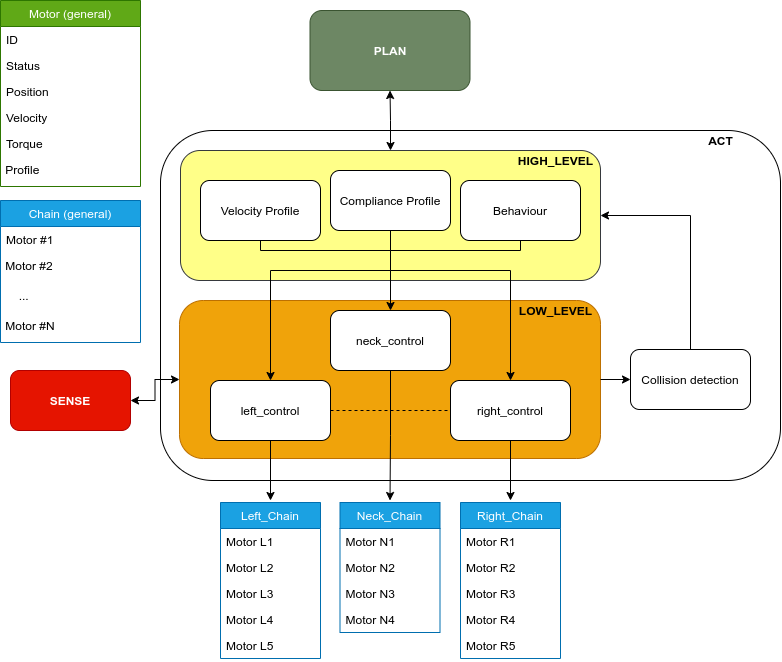 Motor (general)
ID
Status
Position
Velocity
Torque
Profile
Chain (general)
Motor #1
Motor #2
...
Motor #N
SENSE
PLAN
ACT
HIGH_LEVEL
Velocity Profile
Compliance Profile
Behaviour
LOW_LEVEL
neck_control
left_control
right_control
Collision detection
Left_Chain
Motor L1
Motor L2
Motor L3
Motor L4
Motor L5
Neck_Chain
Motor N1
Motor N2
Motor N3
Motor N4
Right_Chain
Motor R1
Motor R2
Motor R3
Motor R4
Motor R5